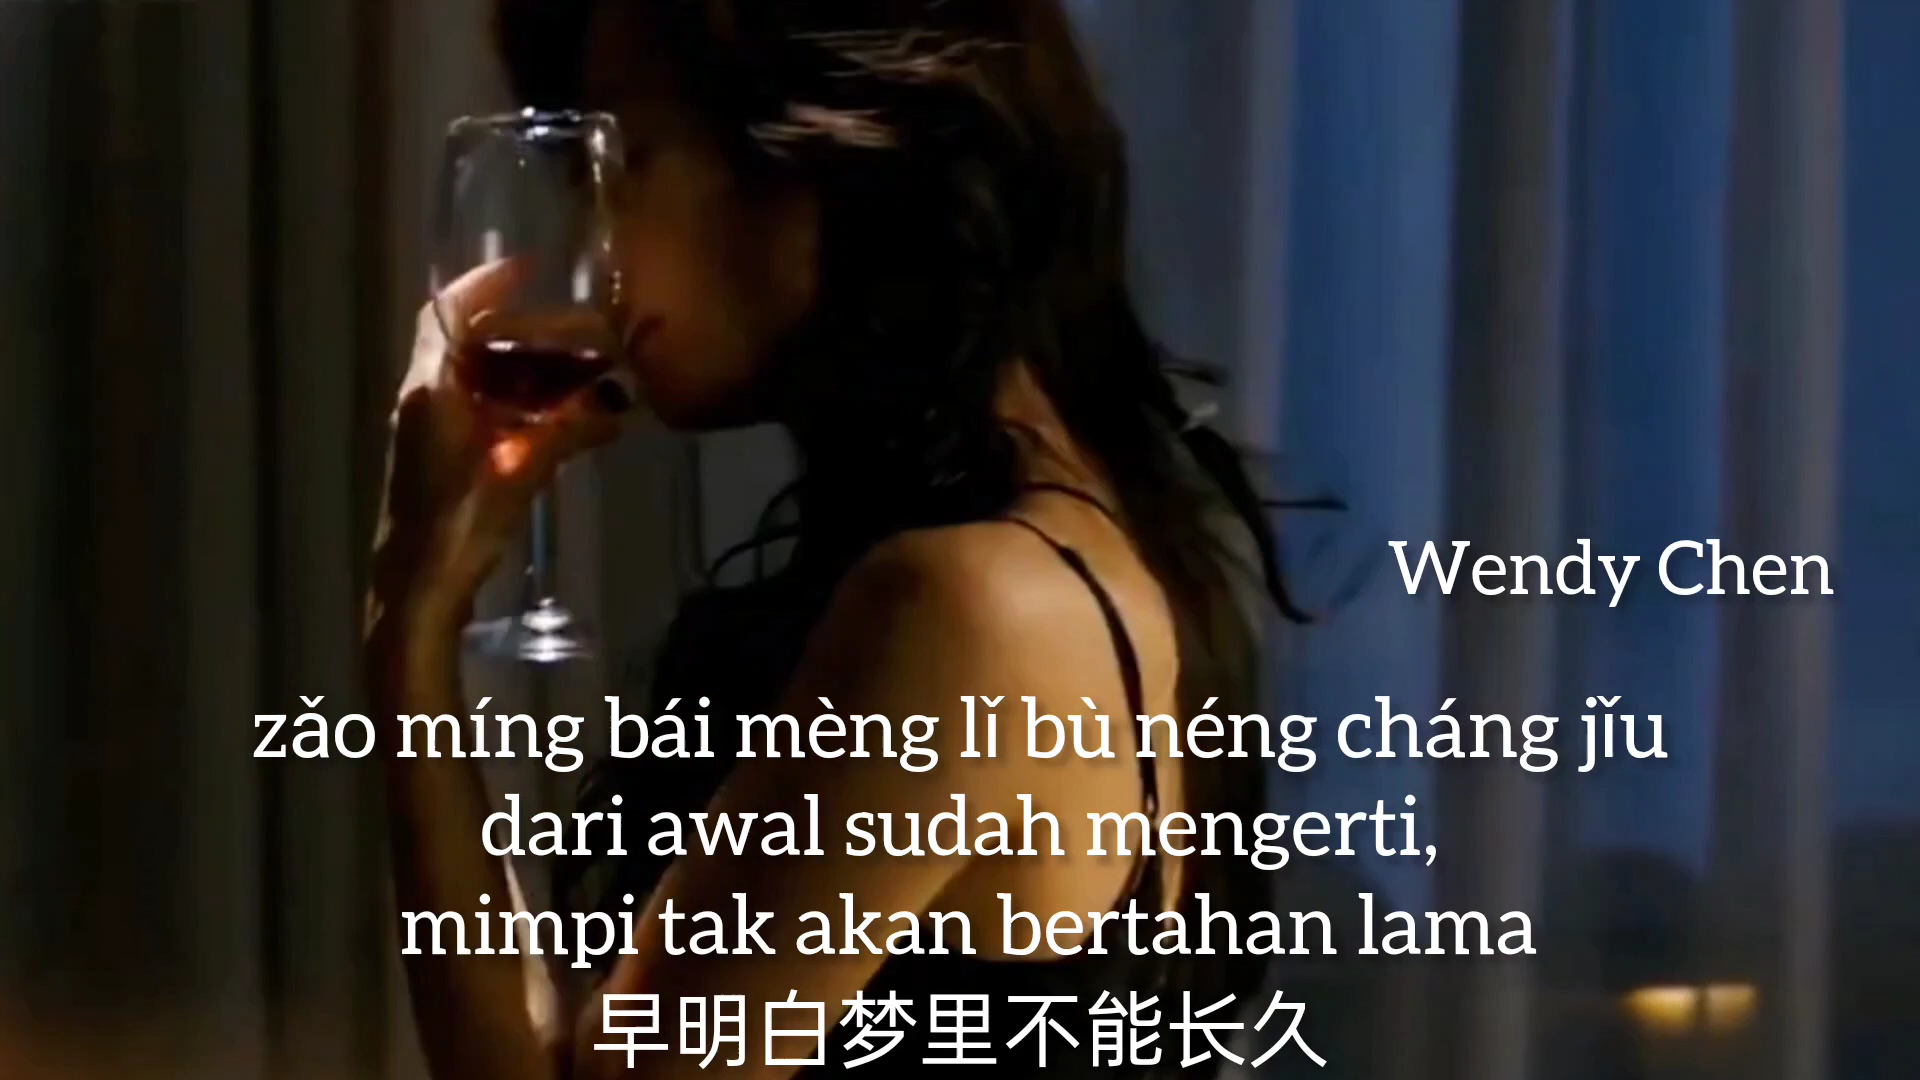 Wendy Chen
zǎo míng bái mèng lǐ bù néng cháng jǐu
dari awal sudah mengerti,
mimpi tak akan bertahan lama
早明白梦里不能长久